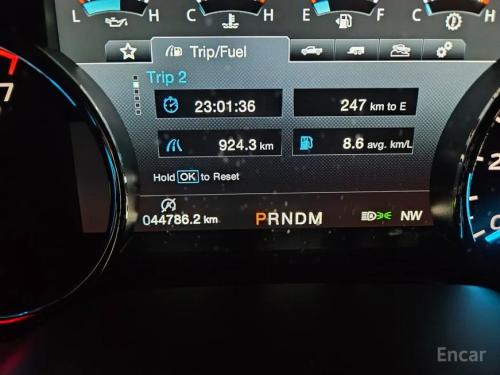 L H C H E F C H
Trip/Fuel
Trip 2
23:01:36 247 km to E
924.3 km 8.6 avg. km/L
Hold OK to Reset
044786.2 km PRNDM NW
Encar